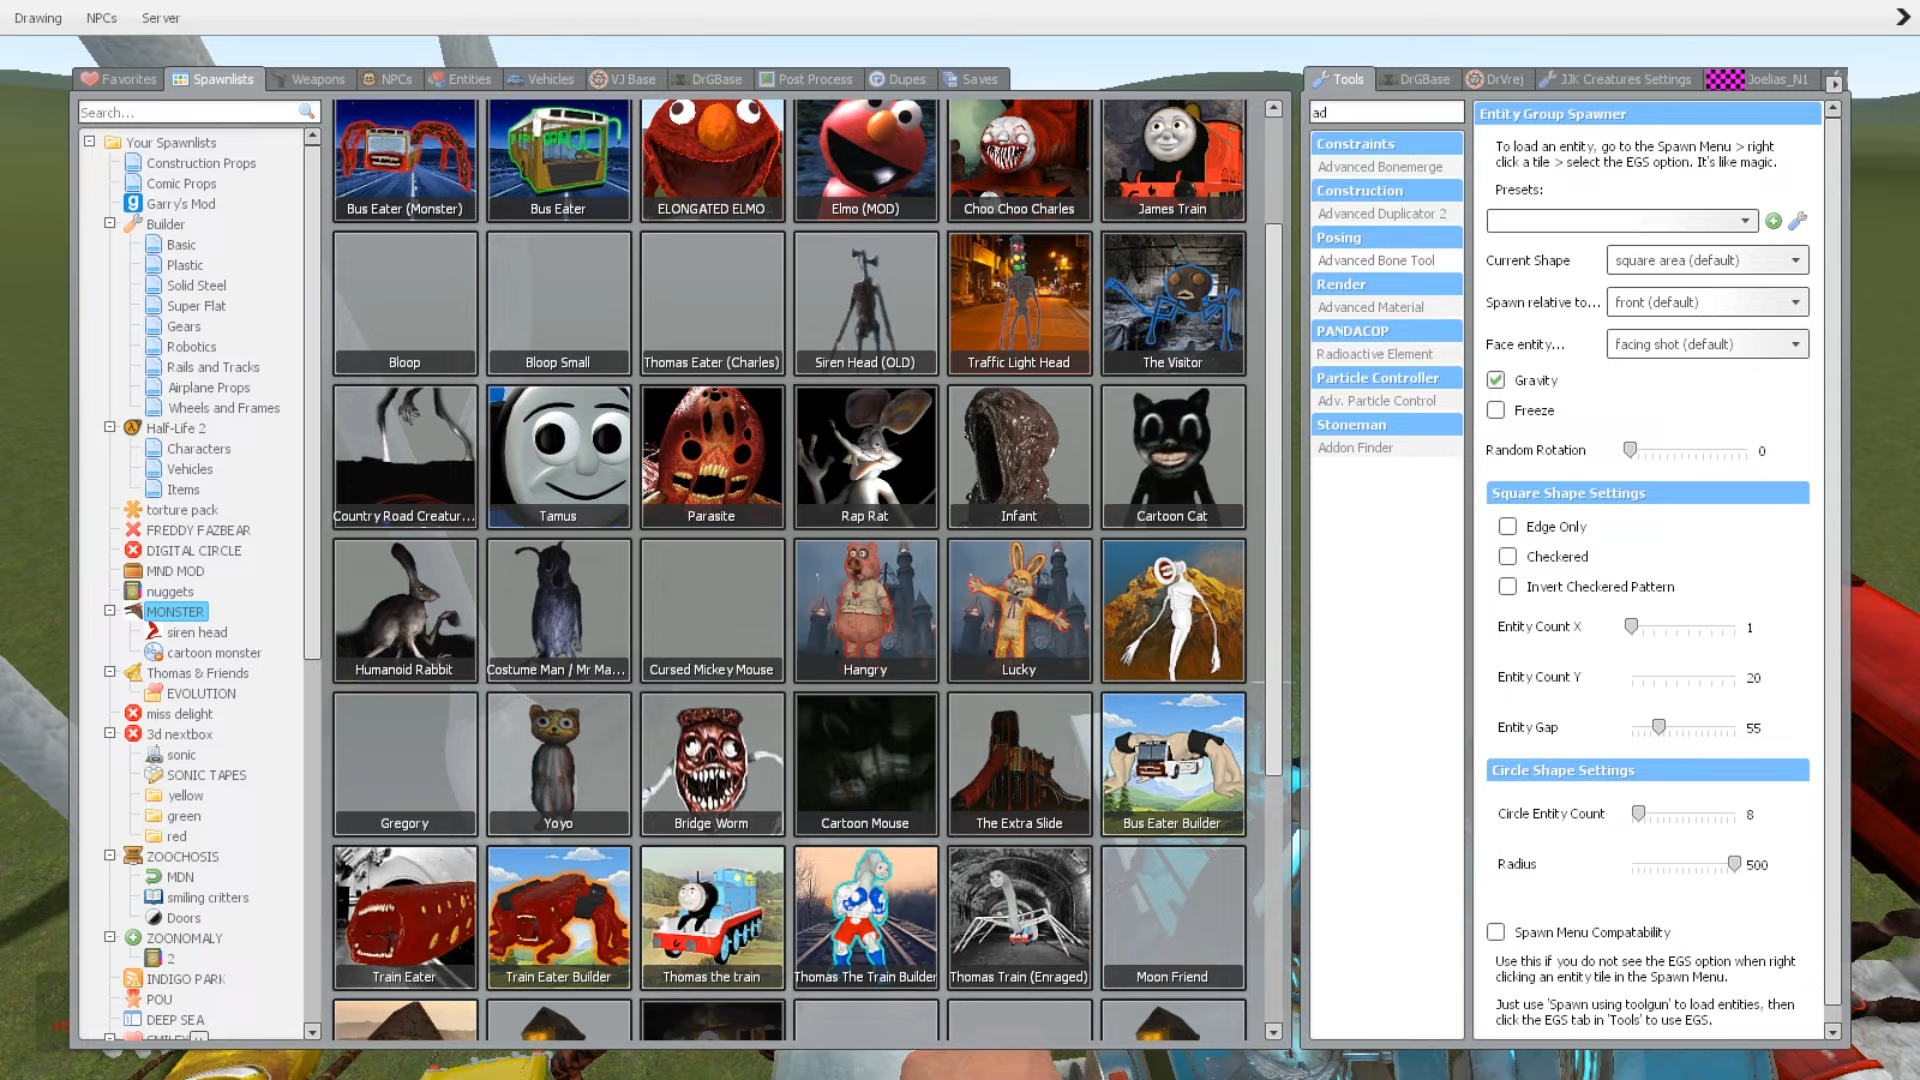 Drawing NPCs Server
Favorites Spawnlists Weapons NPCs Entities Vehicles VJ Base DrGBase Post Process Dupes Saves
Search...
Your Spawnlists
Construction Props
Comic Props
Garry's Mod
Builder
Basic
Plastic
Solid Steel
Super Flat
Gears
Robotics
Rails and Tracks
Airplane Props
Wheels and Frames
Half-Life 2
Characters
Vehicles
Items
torture pack
FREDDY FAZBEAR
DIGITAL CIRCLE
MND MOD
nuggets
MONSTER
siren head
cartoon monster
Thomas & Friends
EVOLUTION
miss delight
3d nextbox
sonic
SONIC TAPES
yellow
green
red
ZOOCHOSIS
MDN
smiling critters
Doors
ZOONOMALY
2
INDIGO PARK
POU
DEEP SEA
Bus Eater (Monster) Bus Eater ELONGATED ELMO Elmo (MOD) Choo Choo Charles James Train
Bloop Bloop Small Thomas Eater (Charles) Siren Head (OLD) Traffic Light Head The Visitor
Country Road Creatur... Tamus Parasite Rap Rat Infant Cartoon Cat
Humanoid Rabbit Costume Man / Mr Ma... Cursed Mickey Mouse Hangry Lucky
Gregory Yoyo Bridge Worm Cartoon Mouse The Extra Slide Bus Eater Builder
Train Eater Train Eater Builder Thomas the train Thomas The Train Builder Thomas Train (Enraged) Moon Friend
Tools DrGBase DrVrej JJK Creatures Settings Joelias_N1
ad
Constraints
Advanced Bonemerge
Construction
Advanced Duplicator 2
Posing
Advanced Bone Tool
Render
Advanced Material
PANDACOP
Radioactive Element
Particle Controller
Adv. Particle Control
Stoneman
Addon Finder
Entity Group Spawner
To load an entity, go to the Spawn Menu > right
click a tile > select the EGS option. It's like magic.
Presets:
Current Shape square area (default)
Spawn relative to... front (default)
Face entity... facing shot (default)
Gravity
Freeze
Random Rotation 0
Square Shape Settings
Edge Only
Checkered
Invert Checkered Pattern
Entity Count X 1
Entity Count Y 20
Entity Gap 55
Circle Shape Settings
Circle Entity Count 8
Radius 500
Spawn Menu Compatability
Use this if you do not see the EGS option when right
clicking an entity tile in the Spawn Menu.
Just use 'Spawn using toolgun' to load entities, then
click the EGS tab in 'Tools' to use EGS.